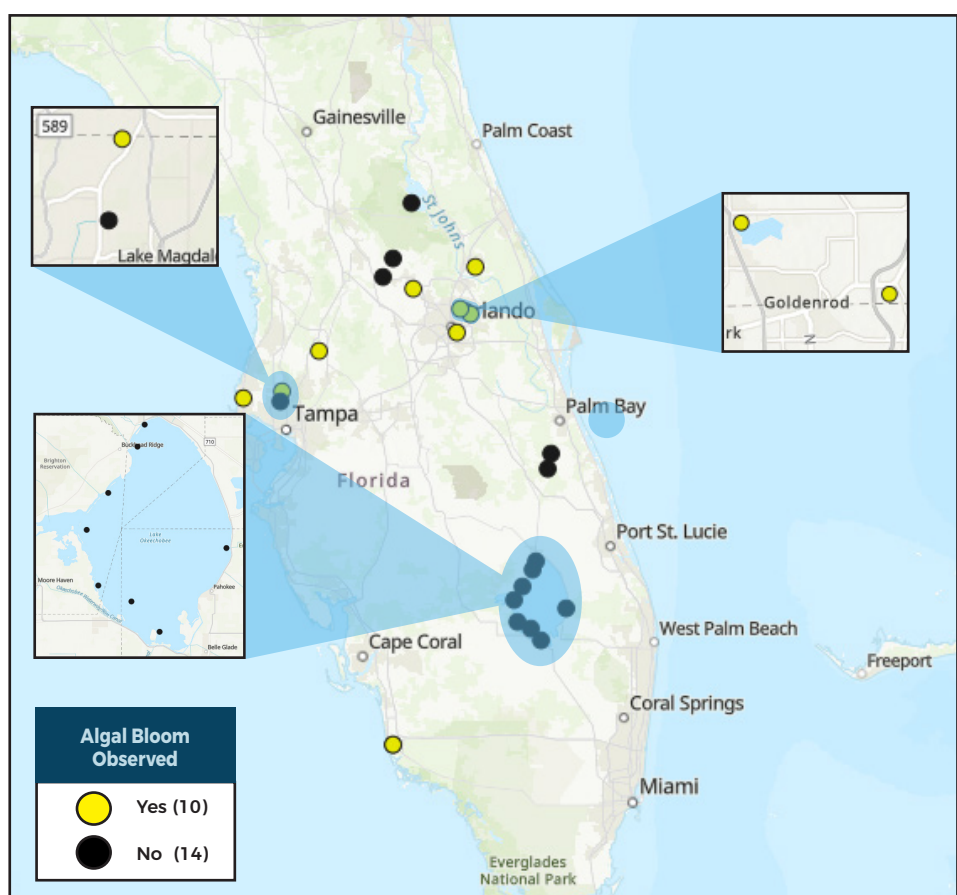 Gainesville
Palm Coast
589
Lake Magdal
St Johns
Goldenrod
rk
N
rlando
Tampa
Palm Bay
Florida
Port St. Lucie
710
Brighton
Reservation
Lake
Okeechobee
Moore Haven
Pahokee
Belle Glade
West Palm Beach
Cape Coral
Freeport
Coral Springs
Miami
Everglades
National Park
Algal Bloom
Observed
Yes (10)
No (14)